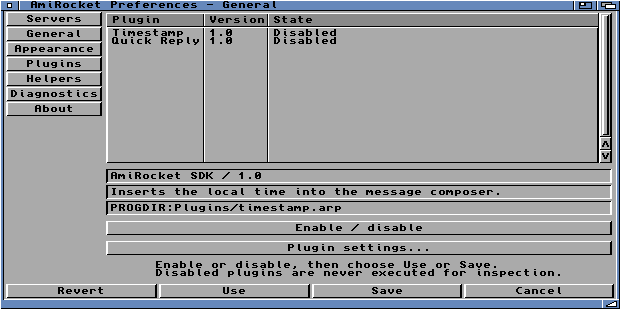 AmiRocket Preferences - General
Servers
General
Appearance
Plugins
Helpers
Diagnostics
About
Plugin Version State
Timestamp 1.0 Disabled
Quick Reply 1.0 Disabled
AmiRocket SDK / 1.0
Inserts the local time into the message composer.
PROGDIR:Plugins/timestamp.arp
Enable / disable
Plugin settings...
Enable or disable, then choose Use or Save.
Disabled plugins are never executed for inspection.
Revert Use Save Cancel